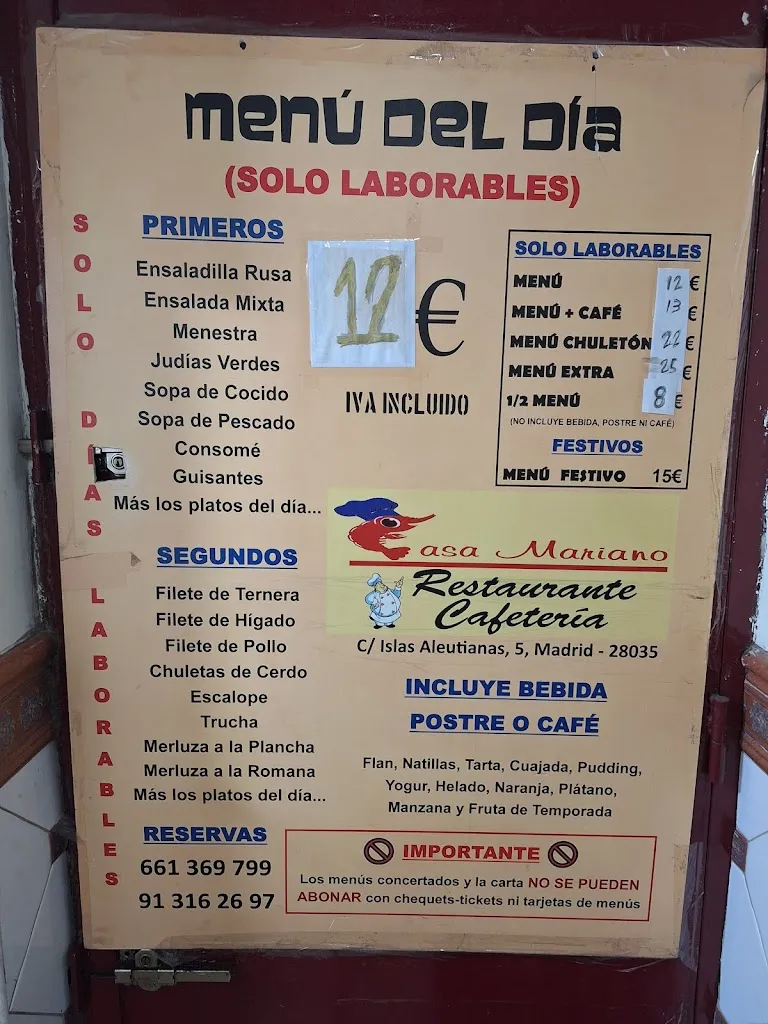 menú DEL Día
(SOLO LABORABLES)
SOLO DÍAS LABORABLES
PRIMEROS
Ensaladilla Rusa
Ensalada Mixta
Menestra
Judías Verdes
Sopa de Cocido
Sopa de Pescado
Consomé
Guisantes
Más los platos del día...
12 €
IVA INCLUIDO
SOLO LABORABLES
MENÚ 12 €
MENÚ + CAFÉ 13 €
MENÚ CHULETÓN 22 €
MENÚ EXTRA 25 €
1/2 MENÚ 8 €
(NO INCLUYE BEBIDA, POSTRE NI CAFÉ)
FESTIVOS
MENÚ FESTIVO 15€
SEGUNDOS
Filete de Ternera
Filete de Hígado
Filete de Pollo
Chuletas de Cerdo
Escalope
Trucha
Merluza a la Plancha
Merluza a la Romana
Más los platos del día...
Casa Mariano
Restaurante
Cafetería
C/ Islas Aleutianas, 5, Madrid - 28035
INCLUYE BEBIDA
POSTRE O CAFÉ
Flan, Natillas, Tarta, Cuajada, Pudding,
Yogur, Helado, Naranja, Plátano,
Manzana y Fruta de Temporada
RESERVAS
661 369 799
91 316 26 97
IMPORTANTE
Los menús concertados y la carta NO SE PUEDEN
ABONAR con chequets-tickets ni tarjetas de menús